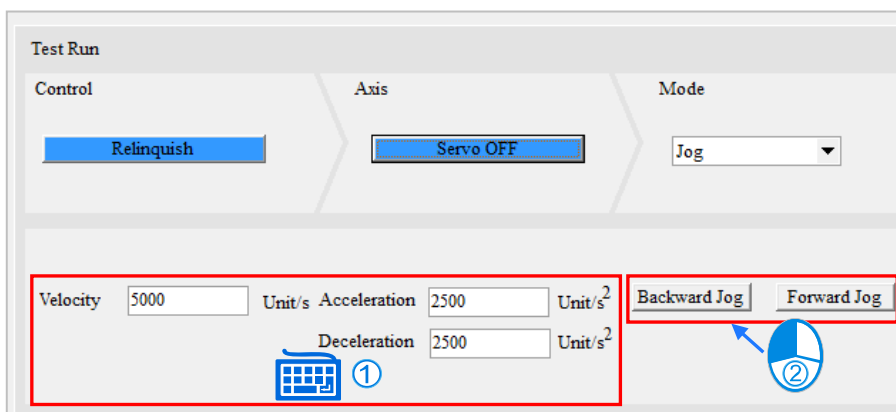 Test Run
Control Axis Mode
Relinquish Servo OFF Jog
Velocity 5000 Unit/s Acceleration 2500 Unit/s² Backward Jog Forward Jog
Deceleration 2500 Unit/s²
①
②